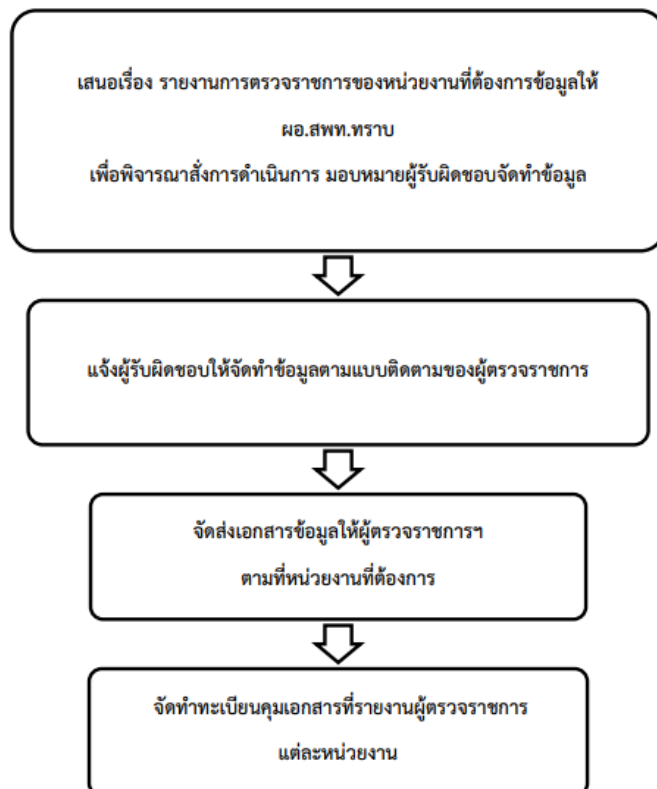 เสนอเรื่อง รายงานการตรวจราชการของหน่วยงานที่ต้องการข้อมูลให้
ผอ.สพท.ทราบ
เพื่อพิจารณาสั่งการดำเนินการ มอบหมายผู้รับผิดชอบจัดทำข้อมูล
แจ้งผู้รับผิดชอบให้จัดทำข้อมูลตามแบบติดตามของผู้ตรวจราชการ
จัดส่งเอกสารข้อมูลให้ผู้ตรวจราชการฯ
ตามที่หน่วยงานที่ต้องการ
จัดทำทะเบียนคุมเอกสารที่รายงานผู้ตรวจราชการ
แต่ละหน่วยงาน